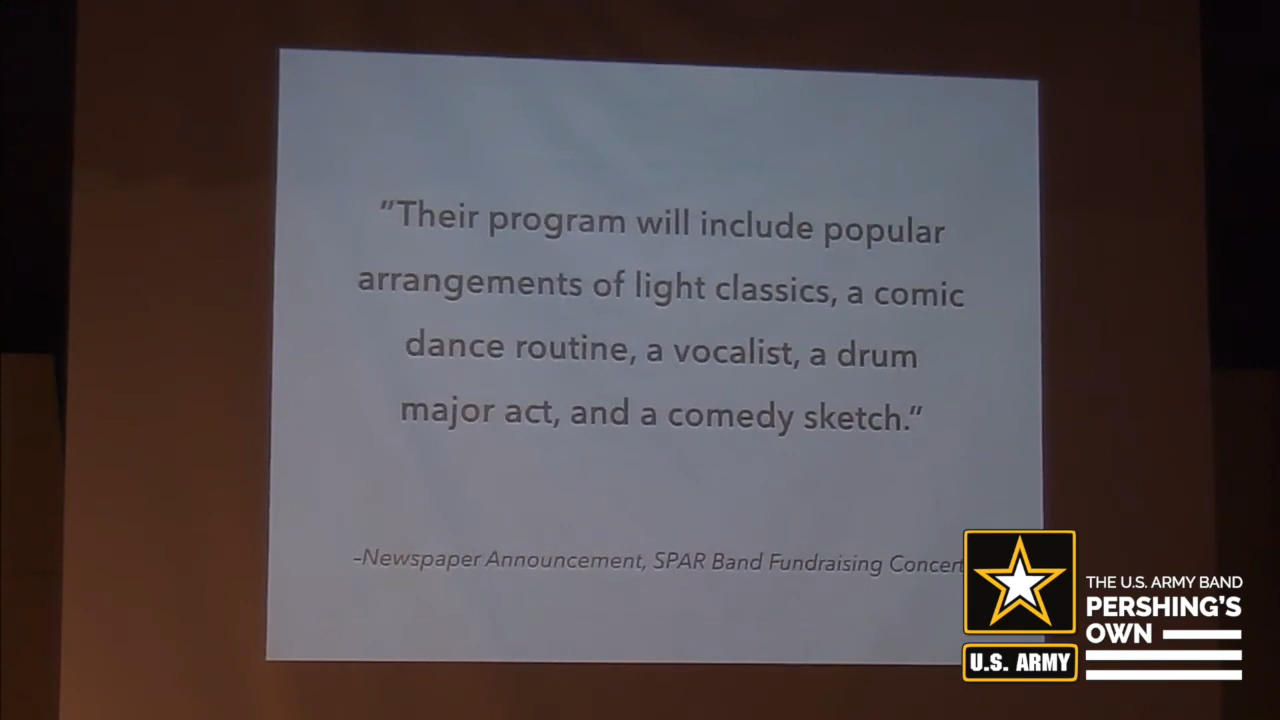 “Their program will include popular
arrangements of light classics, a comic
dance routine, a vocalist, a drum
major act, and a comedy sketch.”
–Newspaper Announcement, SPAR Band Fundraising Concert
THE U.S. ARMY BAND
PERSHING'S
OWN
U.S. ARMY